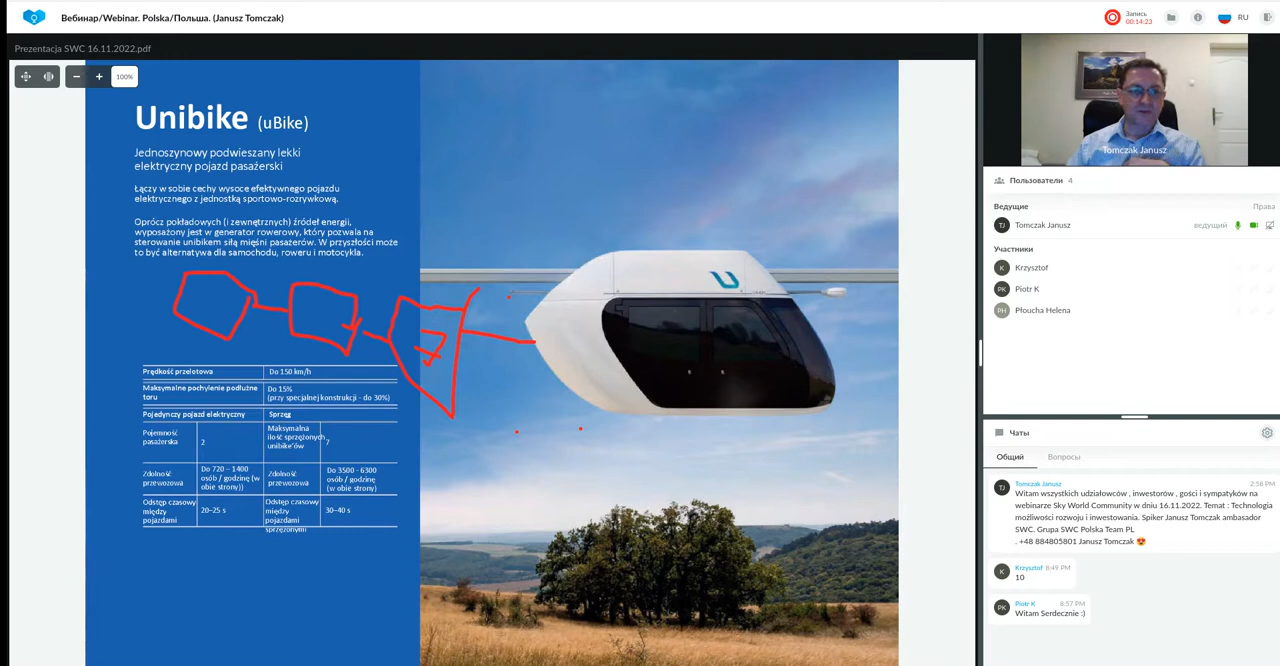 Вебинар/Webinar. Polska/Польша. (Janusz Tomczak)
Запись
00:14:23
RU
Prezentacja SWC 16.11.2022.pdf
100%
Unibike (uBike)
Jednoszynowy podwieszany lekki
elektryczny pojazd pasażerski
Łączy w sobie cechy wysoce efektywnego pojazdu
elektrycznego z jednostką sportowo-rozrywkową.
Oprócz pokładowych (i zewnętrznych) źródeł energii,
wyposażony jest w generator rowerowy, który pozwala na
sterowanie unibikem siłą mięśni pasażerów. W przyszłości może
to być alternatywa dla samochodu, roweru i motocykla.
Prędkość przelotowa
Do 150 km/h
Maksymalne pochylenie podłużne
toru
Do 15%
(przy specjalnej konstrukcji - do 30%)
Pojedynczy pojazd elektryczny
Sprzęg
Pojemność
pasażerska
2
Maksymalna
ilość sprzężonych
unibike'ów
7
Zdolność
przewozowa
Do 720 – 1400
osób / godzinę (w
obie strony))
Zdolność
przewozowa
Do 3500 - 6300
osób / godzinę
(w obie strony)
Odstęp czasowy
między
pojazdami
20–25 s
Odstęp czasowy
między
pojazdami
sprzężonymi
30–40 s
Tomczak Janusz
Пользователи 4
Ведущие
Права
TJ
Tomczak Janusz
ведущий
Участники
K
Krzysztof
PK
Piotr K
PH
Płoucha Helena
Чаты
Общий
Вопросы
TJ
Tomczak Janusz
2:58 PM
Witam wszystkich udziałowców , inwestorów , gości i sympatyków na
webinarze Sky World Community w dniu 16.11.2022. Temat : Technologia
możliwości rozwoju i inwestowania. Spiker Janusz Tomczak ambasador
SWC. Grupa SWC Polska Team PL
. +48 884805801 Janusz Tomczak 😍
K
Krzysztof 8:49 PM
10
PK
Piotr K
8:57 PM
Witam Serdecznie :)